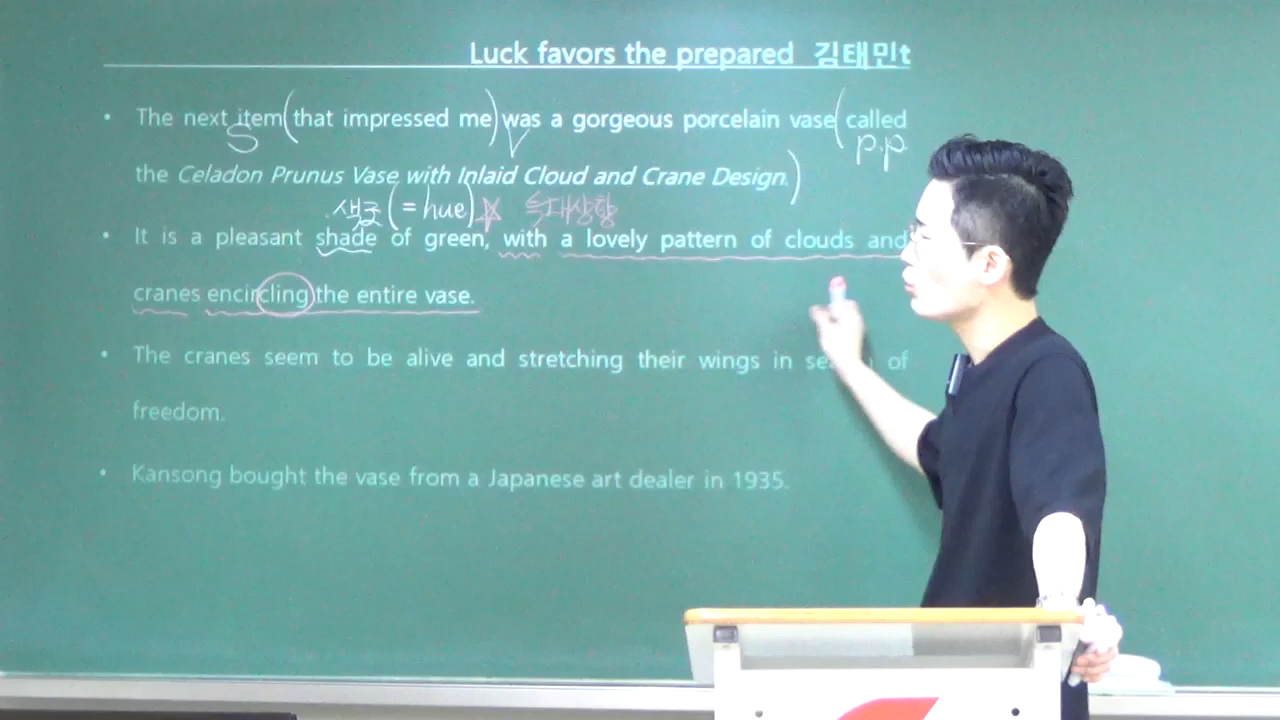 Luck favors the prepared 김태민t
• The next item(that impressed me)was a gorgeous porcelain vase(called
S V p.p
the Celadon Prunus Vase with Inlaid Cloud and Crane Design.)
색조(=hue)☆ 동시상황
• It is a pleasant shade of green, with a lovely pattern of clouds and
cranes encircling the entire vase.
• The cranes seem to be alive and stretching their wings in of
freedom.
• Kansong bought the vase from a Japanese art dealer in 1935.